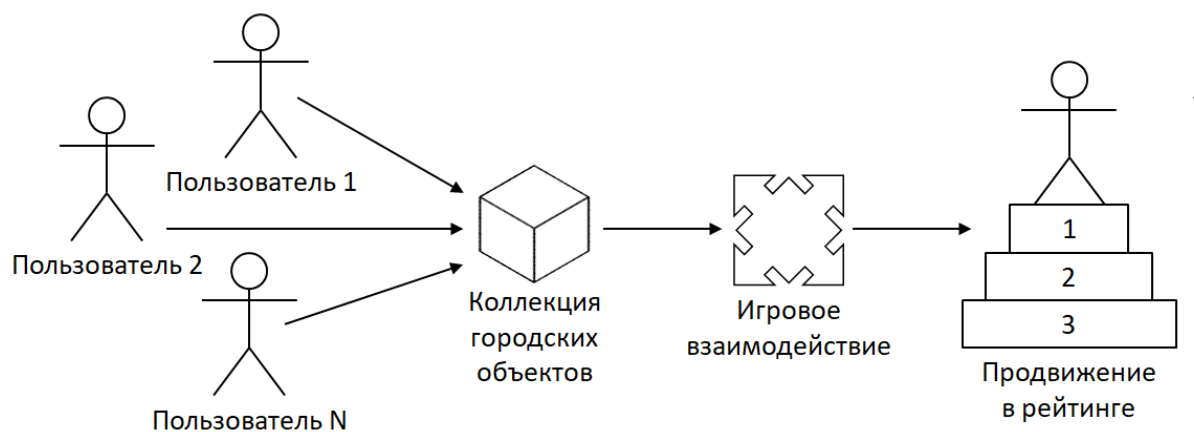 Пользователь 1
Пользователь 2
Пользователь N
Коллекция
городских
объектов
Игровое
взаимодействие
1
2
3
Продвижение
в рейтинге